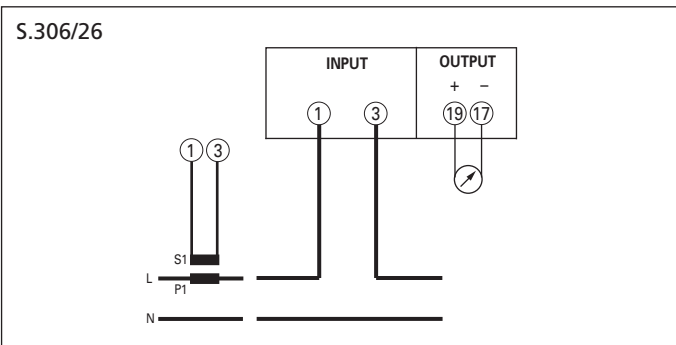 S.306/26
INPUT OUTPUT
+ –
1 3 19 17
1 3
S1
L
P1
N